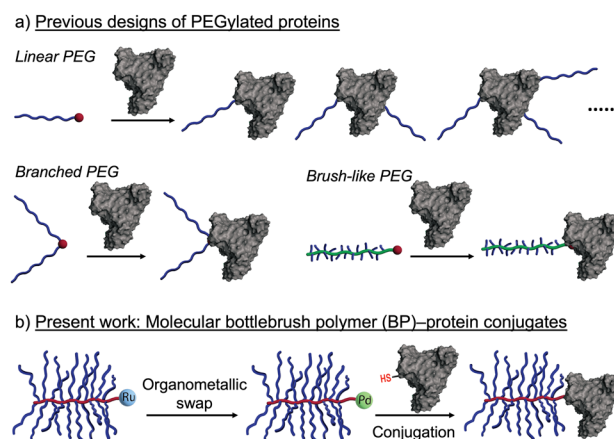 a) Previous designs of PEGylated proteins
Linear PEG
......
Branched PEG
Brush-like PEG
b) Present work: Molecular bottlebrush polymer (BP)–protein conjugates
Ru
Organometallic
swap
Pd
HS
Conjugation